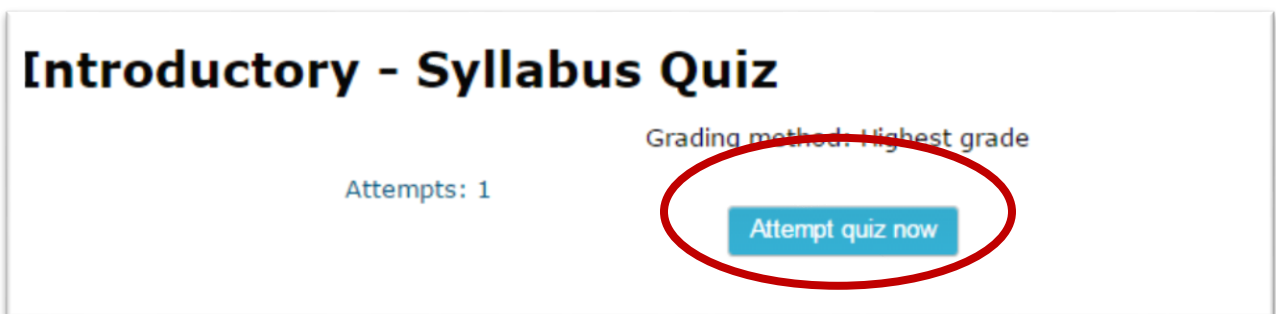 Introductory - Syllabus Quiz
Grading method: Highest grade
Attempts: 1
Attempt quiz now